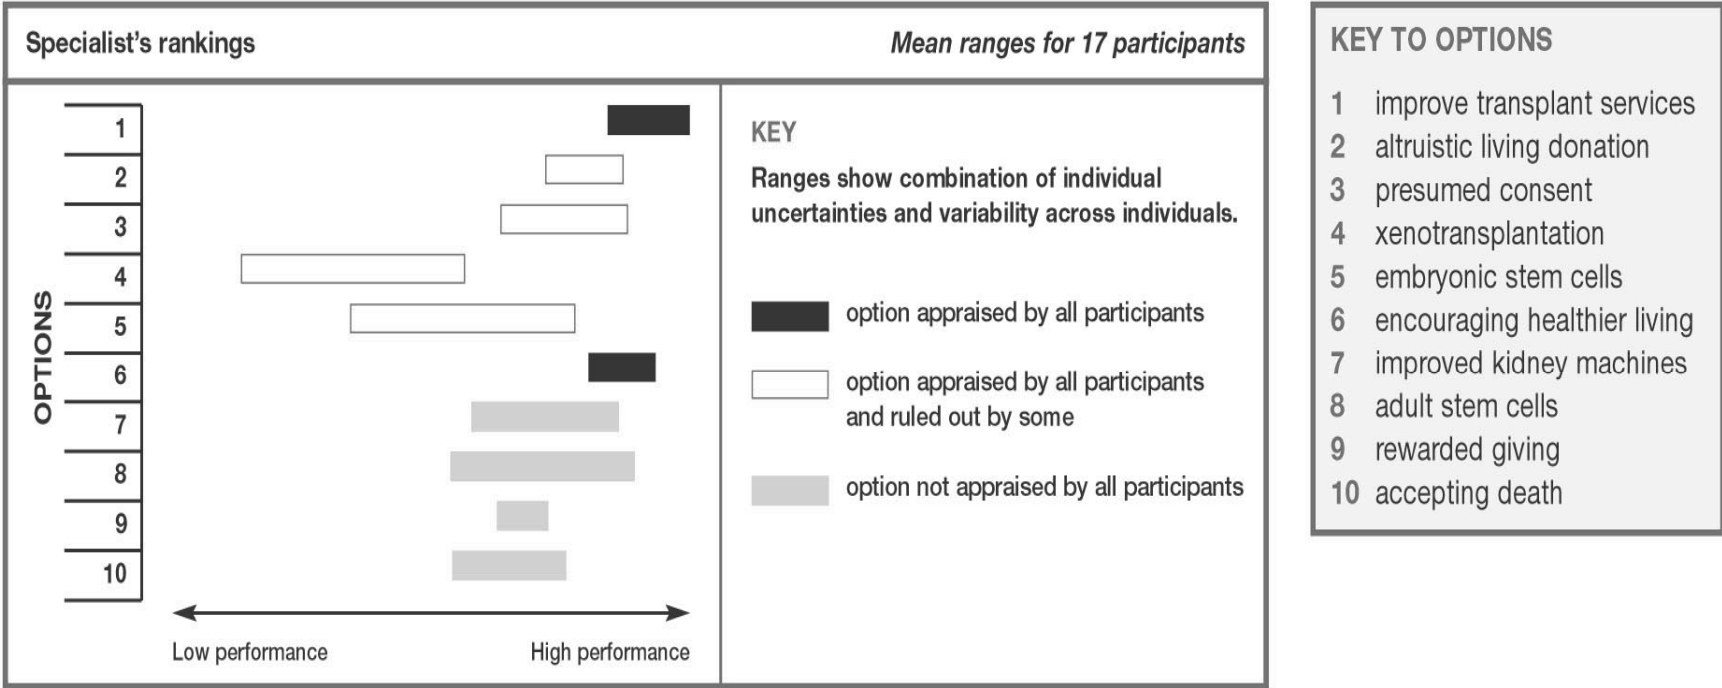 Specialist's rankings
Mean ranges for 17 participants
OPTIONS
1
2
3
4
5
6
7
8
9
10
Low performance
High performance
KEY
Ranges show combination of individual
uncertainties and variability across individuals.
option appraised by all participants
option appraised by all participants
and ruled out by some
option not appraised by all participants
KEY TO OPTIONS
1 improve transplant services
2 altruistic living donation
3 presumed consent
4 xenotransplantation
5 embryonic stem cells
6 encouraging healthier living
7 improved kidney machines
8 adult stem cells
9 rewarded giving
10 accepting death